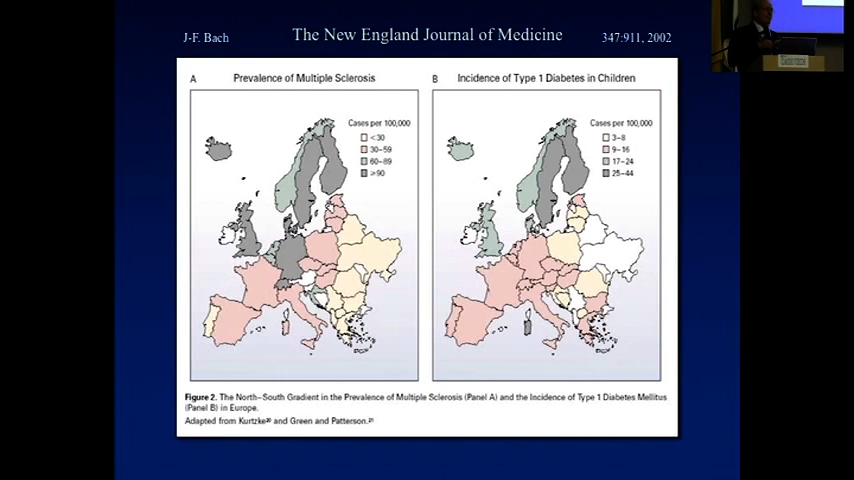 J-F. Bach The New England Journal of Medicine 347:911, 2002
A Prevalence of Multiple Sclerosis
Cases per 100,000
<30
30–59
60–89
≥90
B Incidence of Type 1 Diabetes in Children
Cases per 100,000
3–8
9–16
17–24
25–44
Figure 2. The North–South Gradient in the Prevalence of Multiple Sclerosis (Panel A) and the Incidence of Type 1 Diabetes Mellitus
(Panel B) in Europe.
Adapted from Kurtzke²⁰ and Green and Patterson.²¹